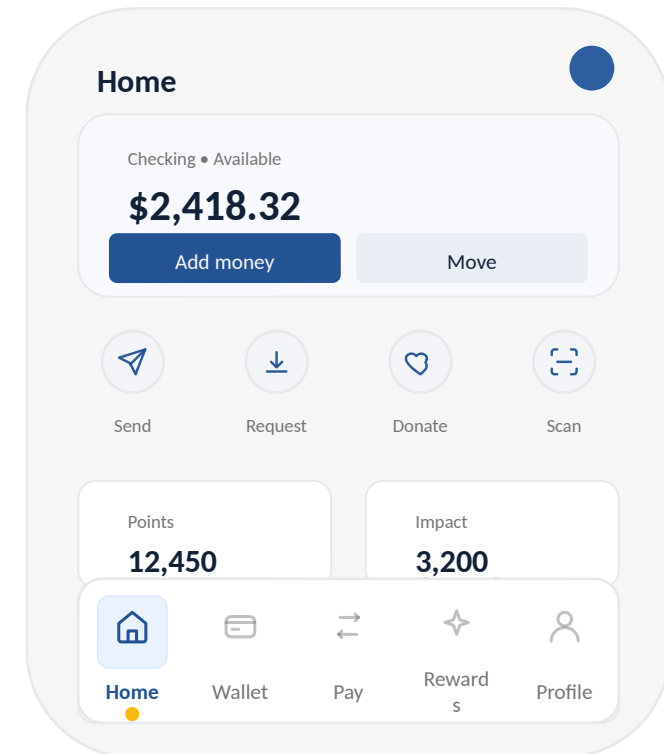 Home
Checking • Available
$2,418.32
Add money Move
Send Request Donate Scan
Points Impact
12,450 3,200
Home Wallet Pay Reward
s Profile